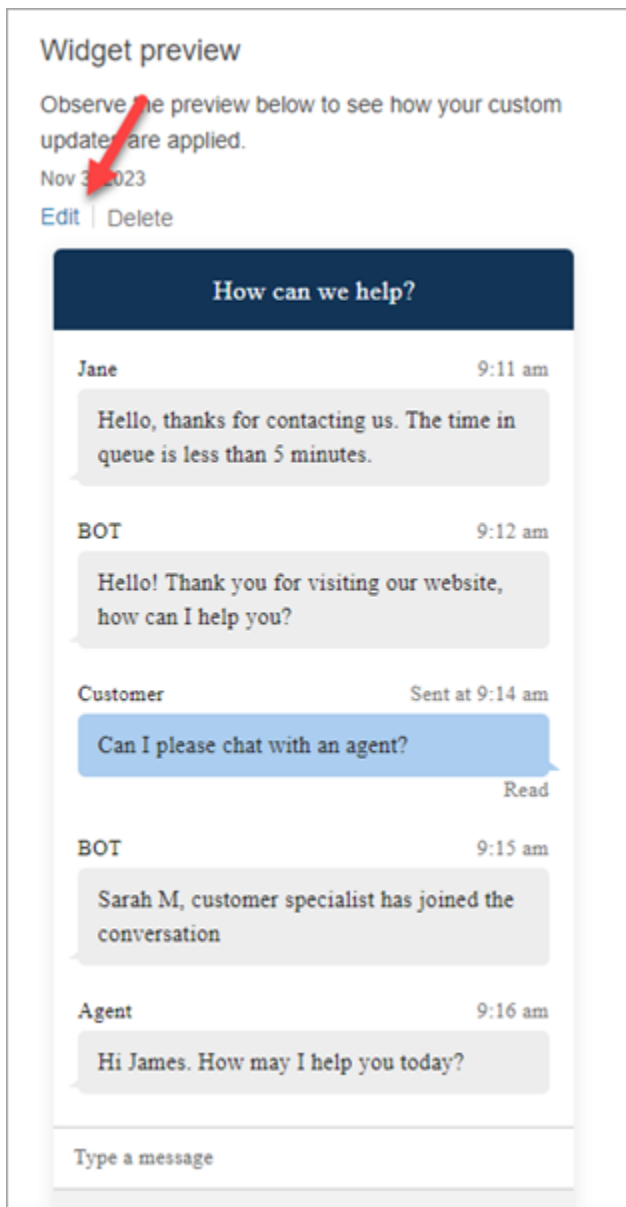 Widget preview
Observe the preview below to see how your custom
updates are applied.
Nov 3, 2023
Edit | Delete
How can we help?
Jane 9:11 am
Hello, thanks for contacting us. The time in
queue is less than 5 minutes.
BOT 9:12 am
Hello! Thank you for visiting our website,
how can I help you?
Customer Sent at 9:14 am
Can I please chat with an agent?
Read
BOT 9:15 am
Sarah M, customer specialist has joined the
conversation
Agent 9:16 am
Hi James. How may I help you today?
Type a message